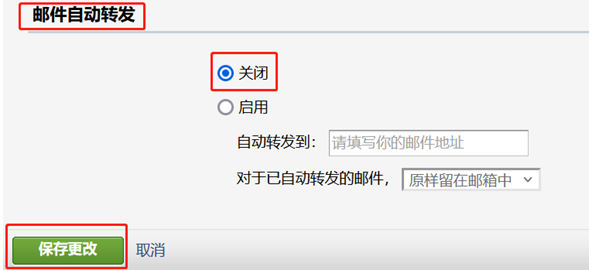 邮件自动转发
关闭
启用
自动转发到： 请填写你的邮件地址
对于已自动转发的邮件， 原样留在邮箱中
保存更改 取消